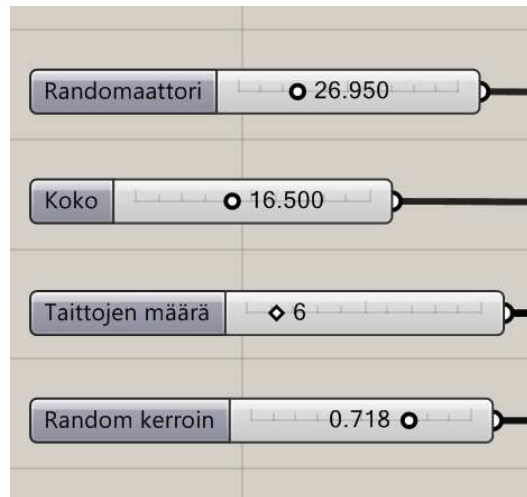 Randomaattori 26.950
Koko 16.500
Taittojen määrä 6
Random kerroin 0.718